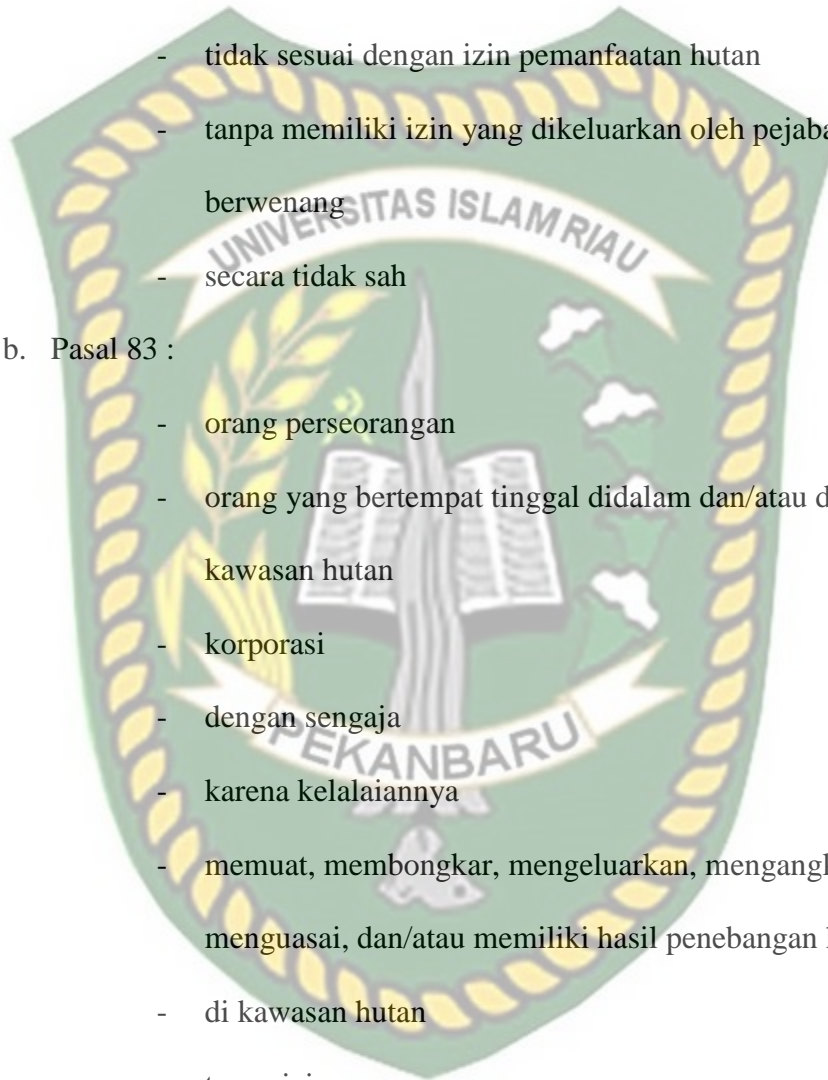 - tidak sesuai dengan izin pemanfaatan hutan
- tanpa memiliki izin yang dikeluarkan oleh
berwenang
UNIVERSITAS ISLAM RIAU
- secara tidak sah
b. Pasal 83 :
- orang perseorangan
- orang yang bertempat tinggal didalam dan/atau
kawasan hutan
- korporasi
- dengan sengaja
PEKANBARU
- karena kelalaiannya
- memuat, membongkar, mengeluarkan,
menguasai, dan/atau memiliki hasil penebangan
- di kawasan hutan